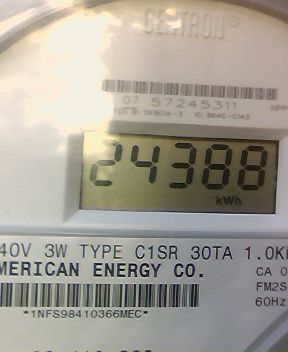 CENTRON®
07 57245311
24388
kWh
40V 3W TYPE C1SR 30TA 1.0K
MERICAN ENERGY CO.
CA 0
FM2S
60Hz
*1NFS98410366MEC*